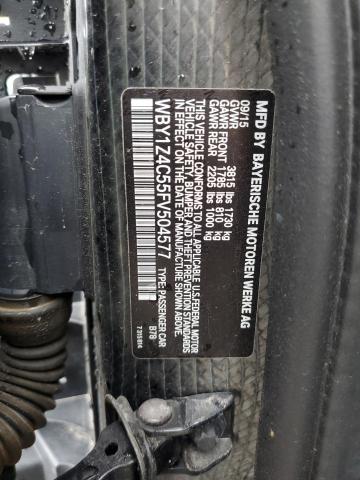 MFD BY BAYERISCHE MOTOREN WERKE AG
09/15
GVWR 3815 lbs 1730 kg
GAWR FRONT 1785 lbs 810 kg
GAWR REAR 2205 lbs 1000 kg
THIS VEHICLE CONFORMS TO ALL APPLICABLE U.S. FEDERAL MOTOR
VEHICLE SAFETY, BUMPER AND THEFT PREVENTION STANDARDS
IN EFFECT ON THE DATE OF MANUFACTURE SHOWN ABOVE.
WBY1Z4C55FV504577 TYPE: PASSENGER CAR
B78